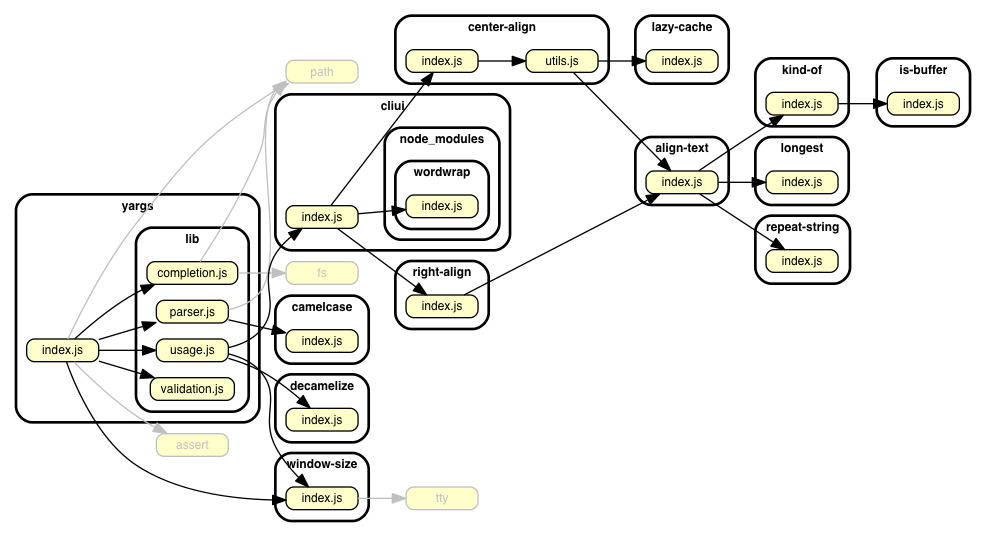 center-align
index.js
utils.js
lazy-cache
index.js
path
kind-of
index.js
is-buffer
index.js
cliui
node_modules
wordwrap
index.js
index.js
align-text
index.js
longest
index.js
repeat-string
index.js
yargs
lib
completion.js
parser.js
usage.js
validation.js
index.js
fs
right-align
index.js
camelcase
index.js
decamelize
index.js
assert
window-size
index.js
tty